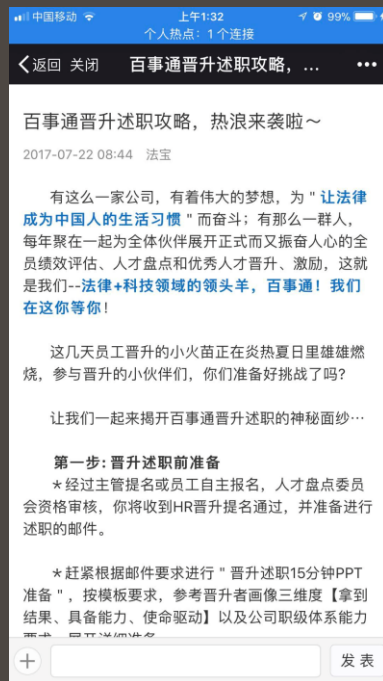 中国移动 上午1:32 99%
个人热点：1 个连接
返回 关闭 百事通晋升述职攻略，... •••
百事通晋升述职攻略，热浪来袭啦～
2017-07-22 08:44 法宝
有这么一家公司，有着伟大的梦想，为＂让法律
成为中国人的生活习惯＂而奋斗；有那么一群人，
每年聚在一起为全体伙伴展开正式而又振奋人心的全
员绩效评估、人才盘点和优秀人才晋升、激励，这就
是我们--法律+科技领域的领头羊，百事通！我们
在这你等你！
这几天员工晋升的小火苗正在炎热夏日里雄雄燃
烧，参与晋升的小伙伴们，你们准备好挑战了吗？
让我们一起来揭开百事通晋升述职的神秘面纱…
第一步: 晋升述职前准备
＊经过主管提名或员工自主报名，人才盘点委员
会资格审核，你将收到HR晋升提名通过，并准备进行
述职的邮件。
＊赶紧根据邮件要求进行＂晋升述职15分钟PPT
准备＂，按模板要求，参考晋升者画像三维度【拿到
结果、具备能力、使命驱动】以及公司职级体系能力
发表